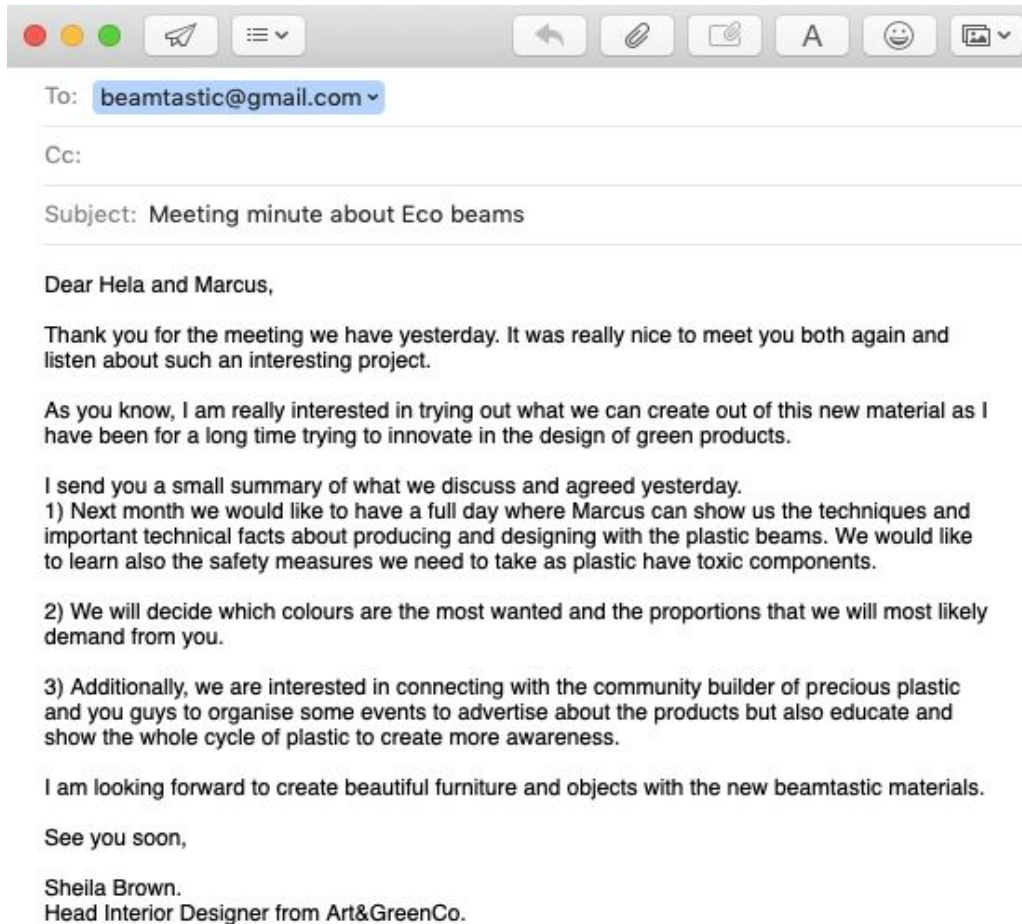 To: beamtastic@gmail.com
Cc:
Subject: Meeting minute about Eco beams
Dear Hela and Marcus,
Thank you for the meeting we have yesterday. It was really nice to meet you both again and
listen about such an interesting project.
As you know, I am really interested in trying out what we can create out of this new material as I
have been for a long time trying to innovate in the design of green products.
I send you a small summary of what we discuss and agreed yesterday.
1) Next month we would like to have a full day where Marcus can show us the techniques and
important technical facts about producing and designing with the plastic beams. We would like
to learn also the safety measures we need to take as plastic have toxic components.
2) We will decide which colours are the most wanted and the proportions that we will most likely
demand from you.
3) Additionally, we are interested in connecting with the community builder of precious plastic
and you guys to organise some events to advertise about the products but also educate and
show the whole cycle of plastic to create more awareness.
I am looking forward to create beautiful furniture and objects with the new beamtastic materials.
See you soon,
Sheila Brown.
Head Interior Designer from Art&GreenCo.